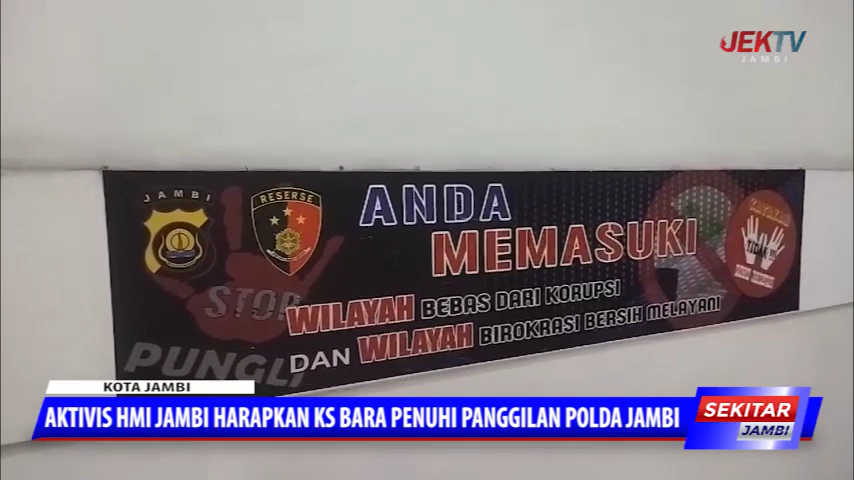 JEKTV
JAMBI
JAMBI
RESERSE
ANDA
MEMASUKI
TIDAK !!!
STOP
PUNGLI
WILAYAH BEBAS DARI KORUPSI
DAN WILAYAH BIROKRASI BERSIH MELAYANI
KOTA JAMBI
AKTIVIS HMI JAMBI HARAPKAN KS BARA PENUHI PANGGILAN POLDA JAMBI
SEKITAR
JAMBI